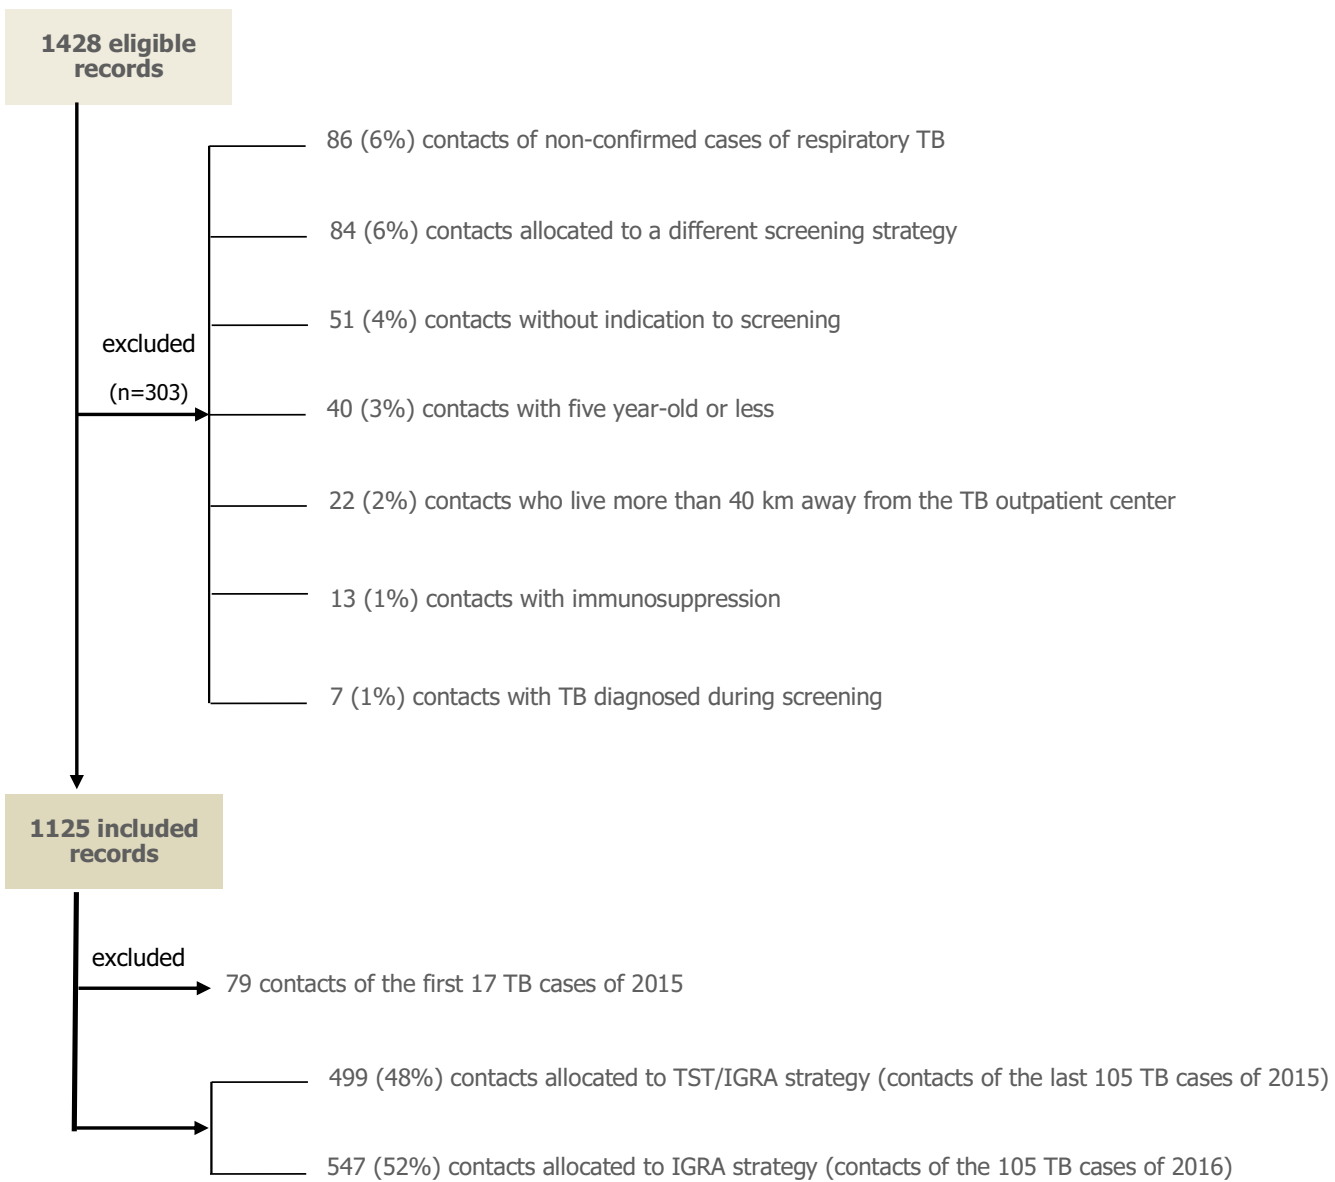 1428 eligible
records
86 (6%) contacts of non-confirmed cases of respiratory TB
84 (6%) contacts allocated to a different screening strategy
51 (4%) contacts without indication to screening
excluded
(n=303)
40 (3%) contacts with five year-old or less
22 (2%) contacts who live more than 40 km away from the TB outpatient center
13 (1%) contacts with immunosuppression
7 (1%) contacts with TB diagnosed during screening
1125 included
records
excluded
79 contacts of the first 17 TB cases of 2015
499 (48%) contacts allocated to TST/IGRA strategy (contacts of the last 105 TB cases of 2015)
547 (52%) contacts allocated to IGRA strategy (contacts of the 105 TB cases of 2016)